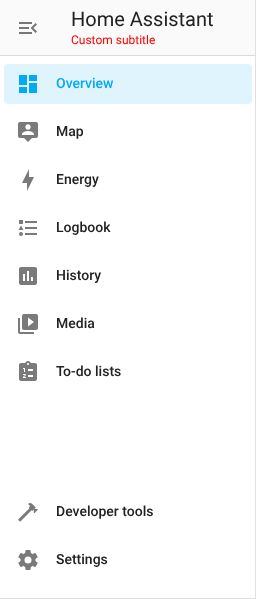 Home Assistant
Custom subtitle
Overview
Map
Energy
Logbook
History
Media
To-do lists
Developer tools
Settings